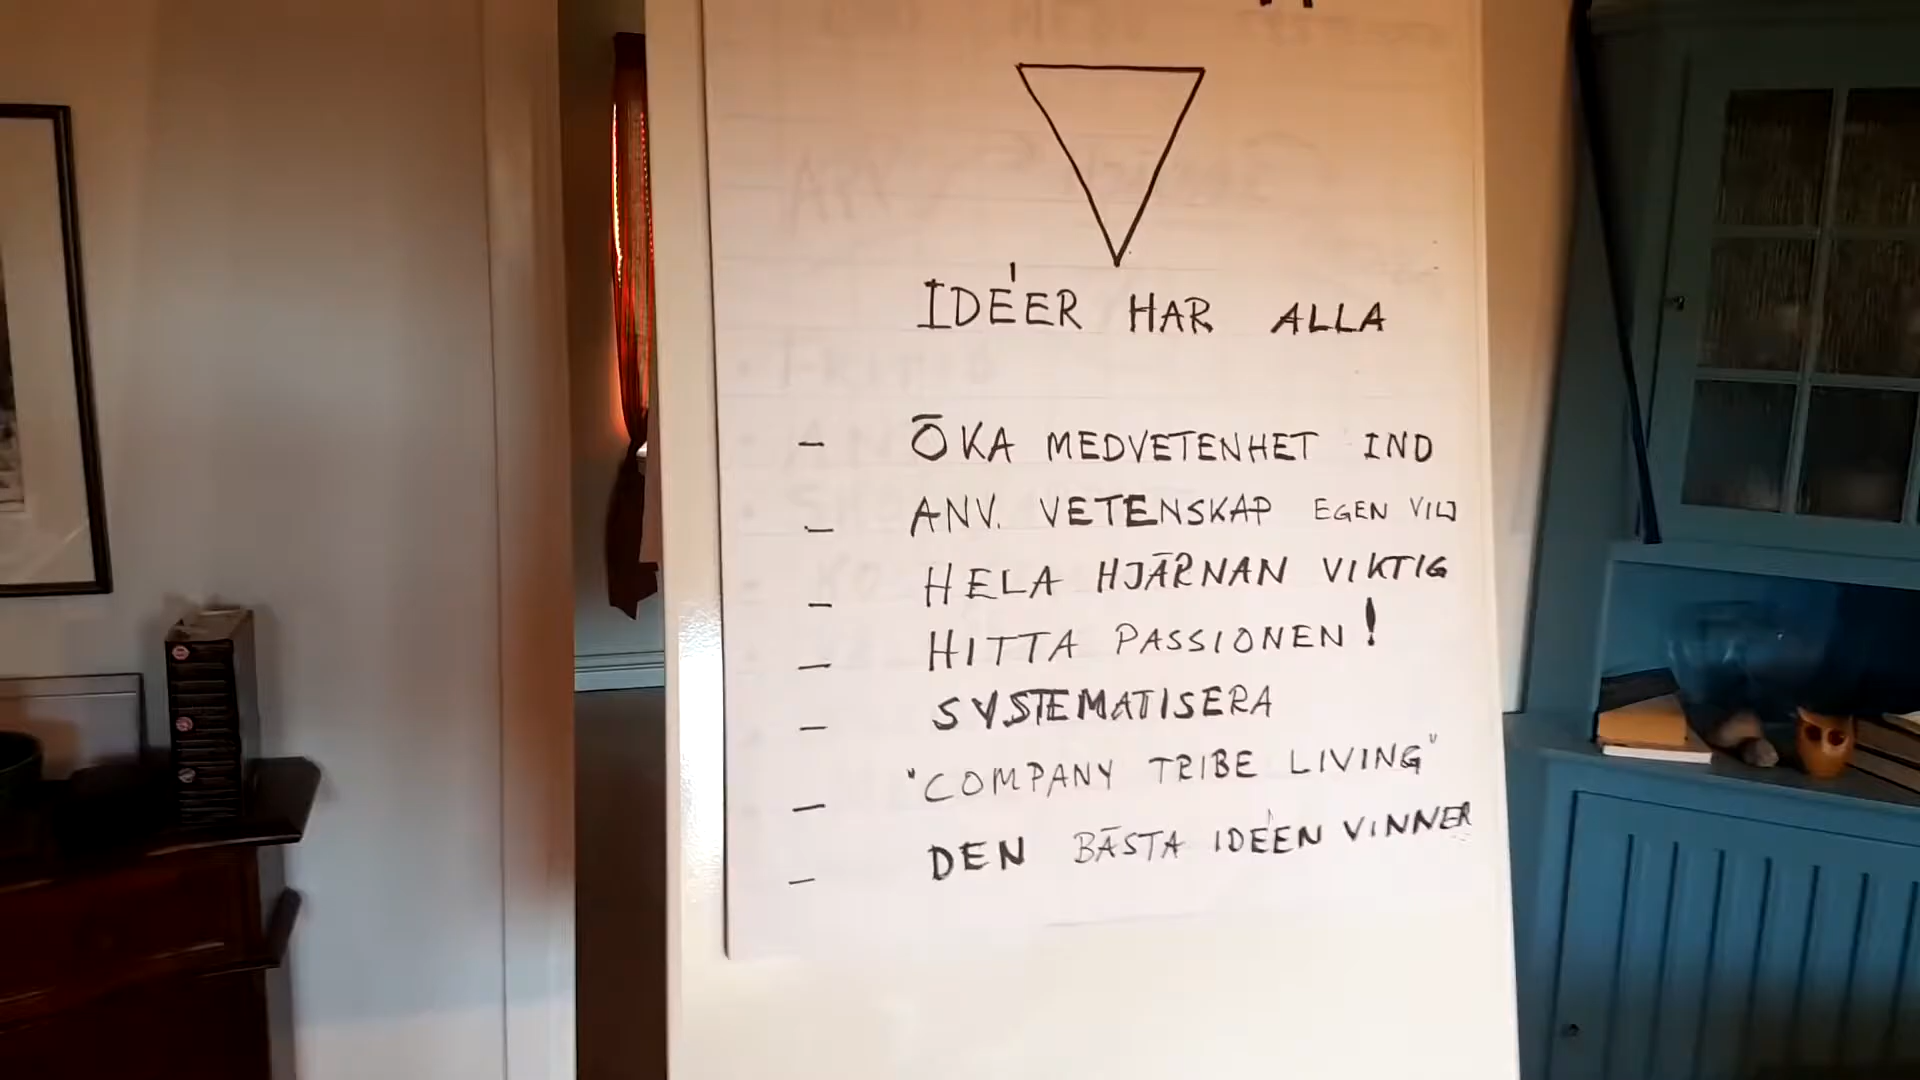 IDÉER HAR ALLA
- ÖKA MEDVETENHET IND
- ANV. VETENSKAP EGEN VILJ
- HELA HJÄRNAN VIKTIG
- HITTA PASSIONEN!
- SYSTEMATISERA
- "COMPANY TRIBE LIVING"
- DEN BÄSTA IDÉEN VINNER